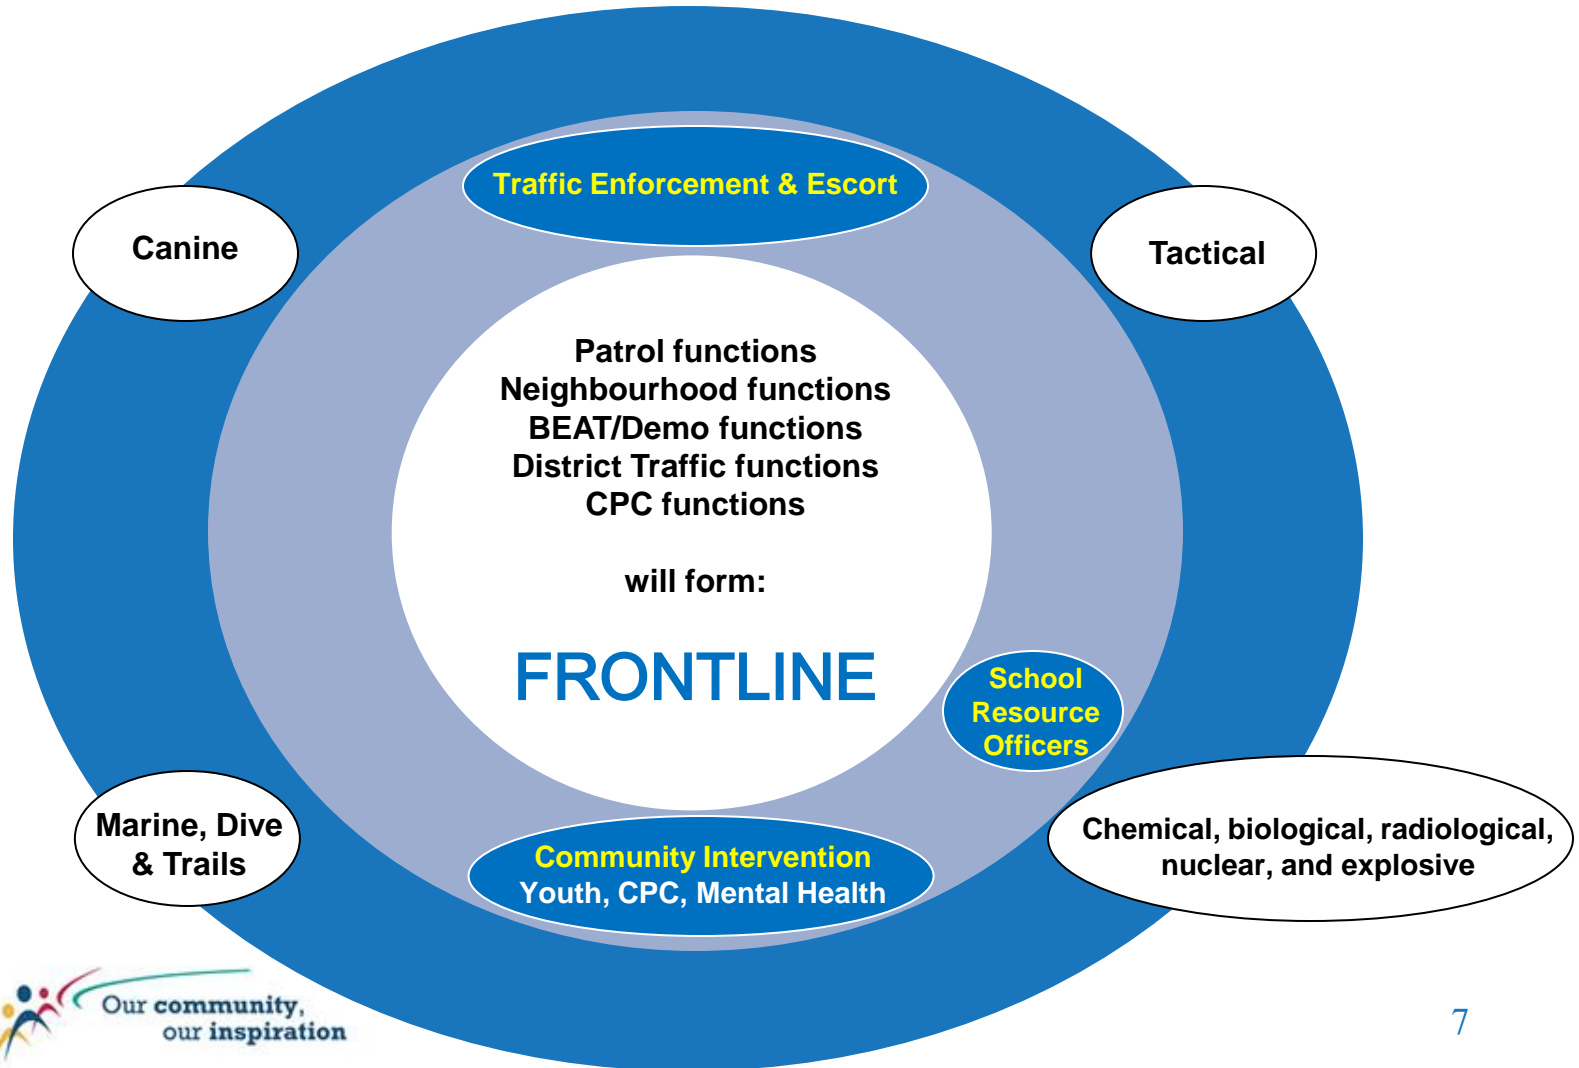 Traffic Enforcement & Escort
Canine
Tactical
Patrol functions
Neighbourhood functions
BEAT/Demo functions
District Traffic functions
CPC functions
will form:
FRONTLINE
School
Resource
Officers
Marine, Dive
& Trails
Chemical, biological, radiological,
nuclear, and explosive
Community Intervention
Youth, CPC, Mental Health
Our community,
our inspiration
7